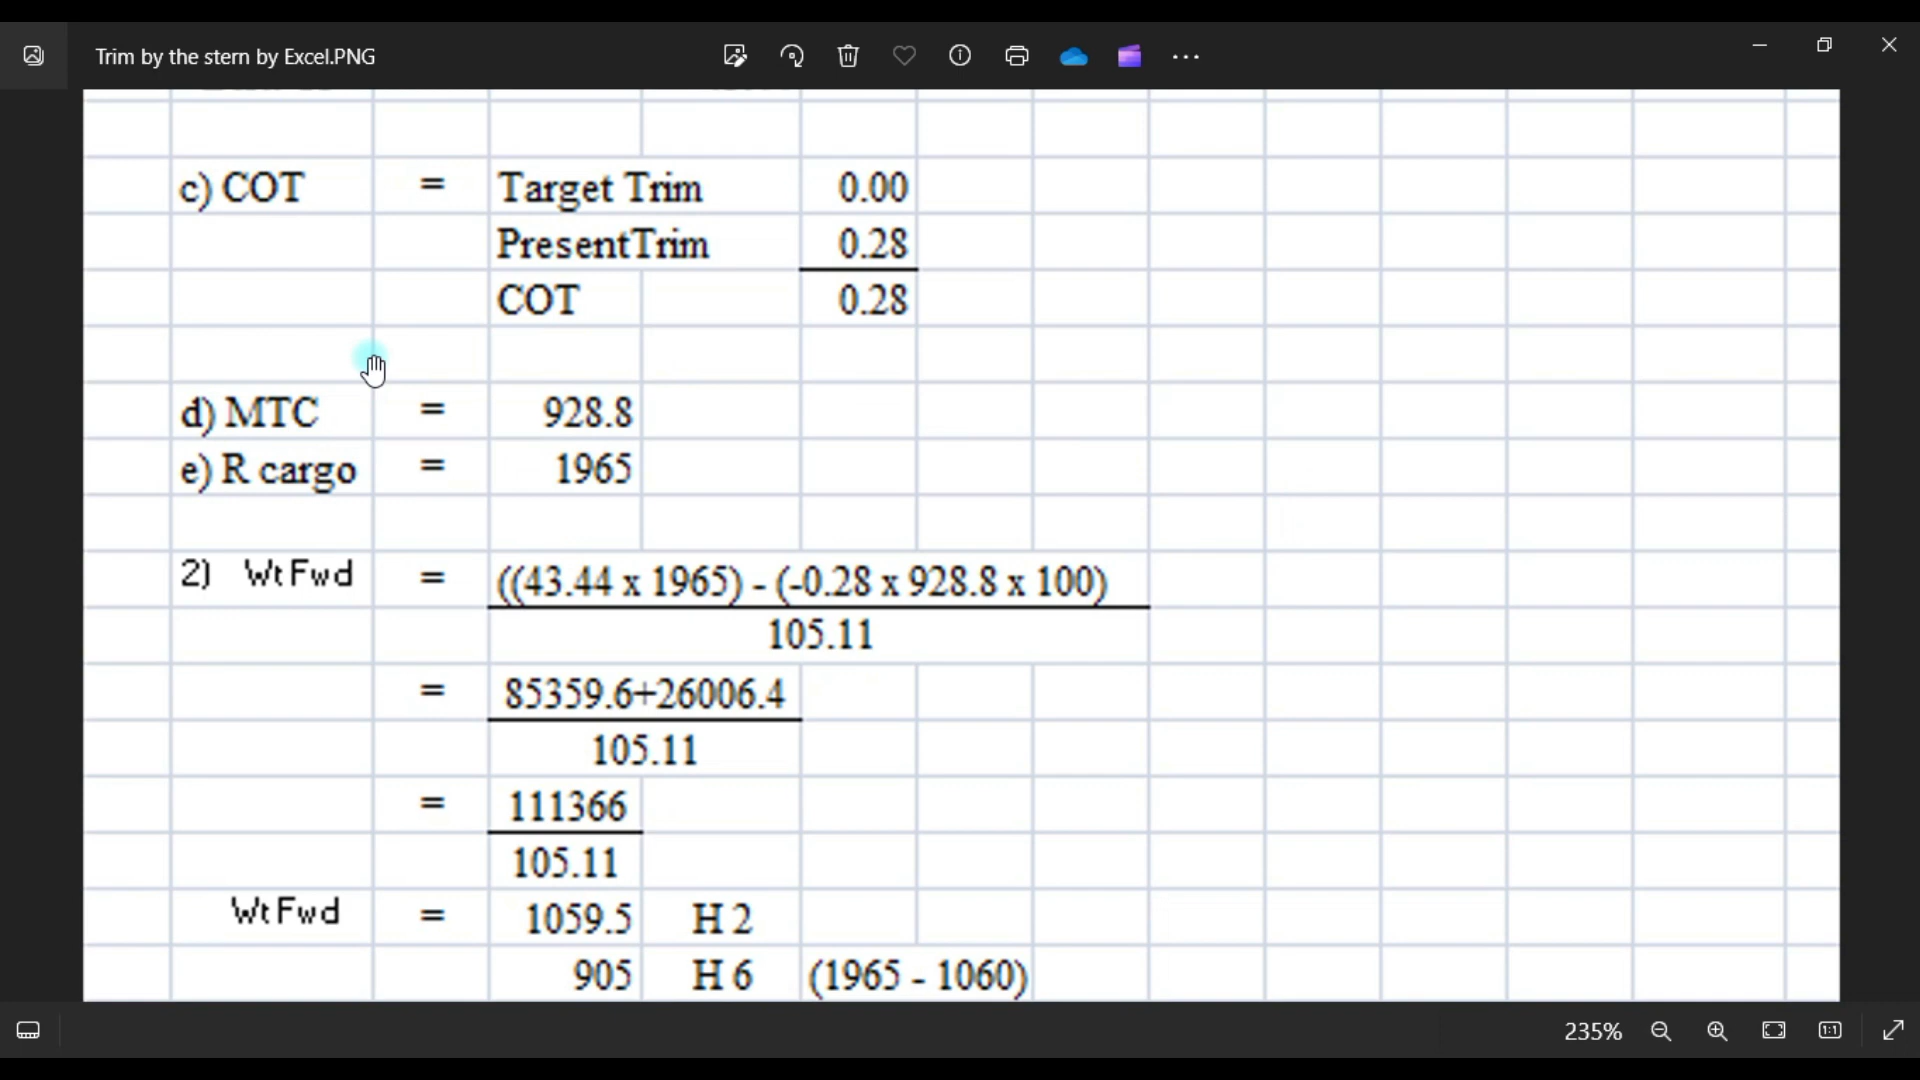 Trim by the stern by Excel.PNG
c) COT = Target Trim 0.00
PresentTrim 0.28
COT 0.28
d) MTC = 928.8
e) R cargo = 1965
2) Wt Fwd = ((43.44 x 1965) - (-0.28 x 928.8 x 100)
105.11
= 85359.6+26006.4
105.11
= 111366
105.11
Wt Fwd = 1059.5 H 2
905 H 6 (1965 - 1060)
235%